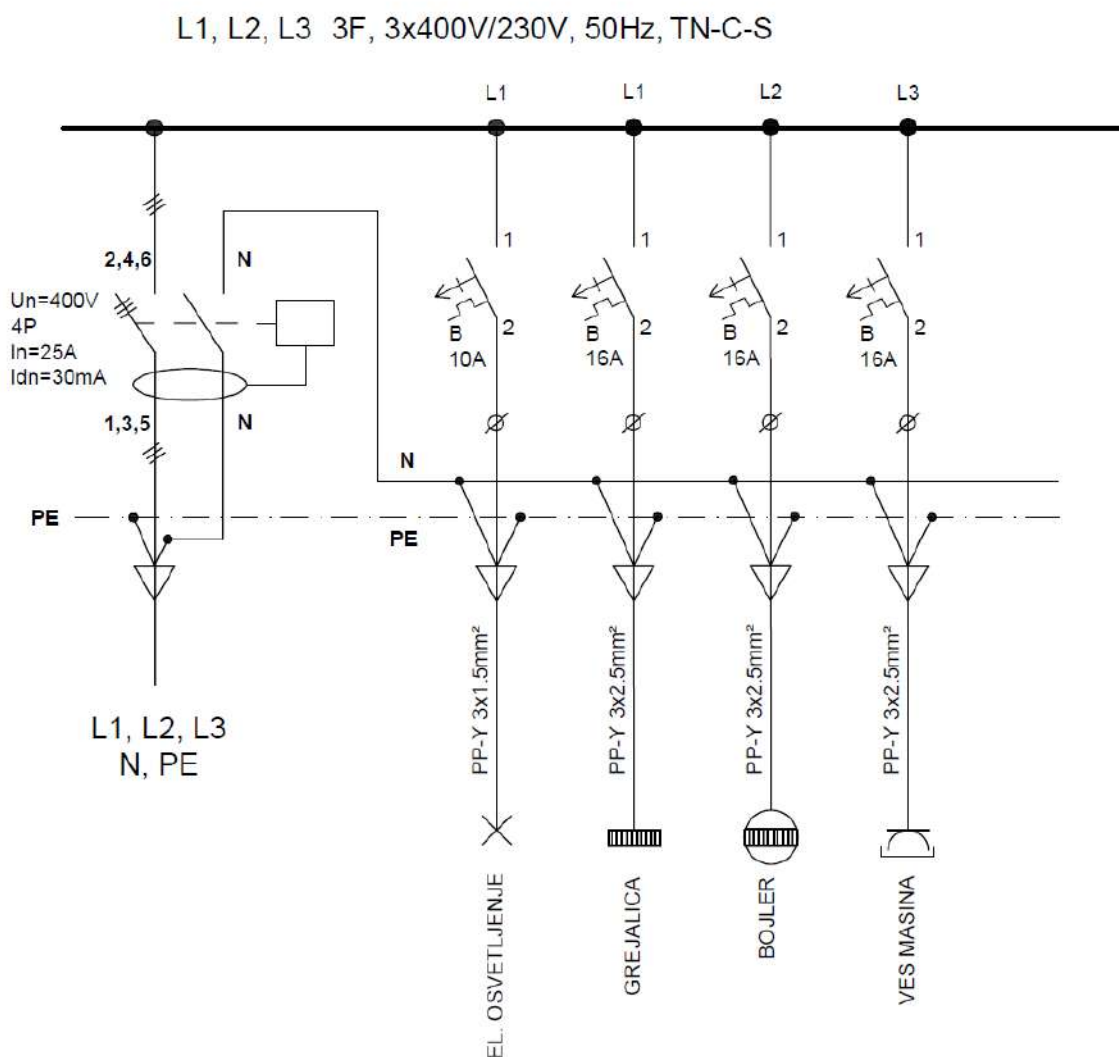 L1, L2, L3 3F, 3x400V/230V, 50Hz, TN-C-S
L1
L1
L2
L3
2,4,6
N
Un=400V
4P
In=25A
Idn=30mA
1,3,5
N
1
2
B
10A
1
2
B
16A
1
2
B
16A
1
2
B
16A
N
PE
PE
L1, L2, L3
N, PE
PP-Y 3x1.5mm²
PP-Y 3x2.5mm²
PP-Y 3x2.5mm²
PP-Y 3x2.5mm²
EL. OSVETLJENJE
GREJALICA
BOJLER
VES MASINA